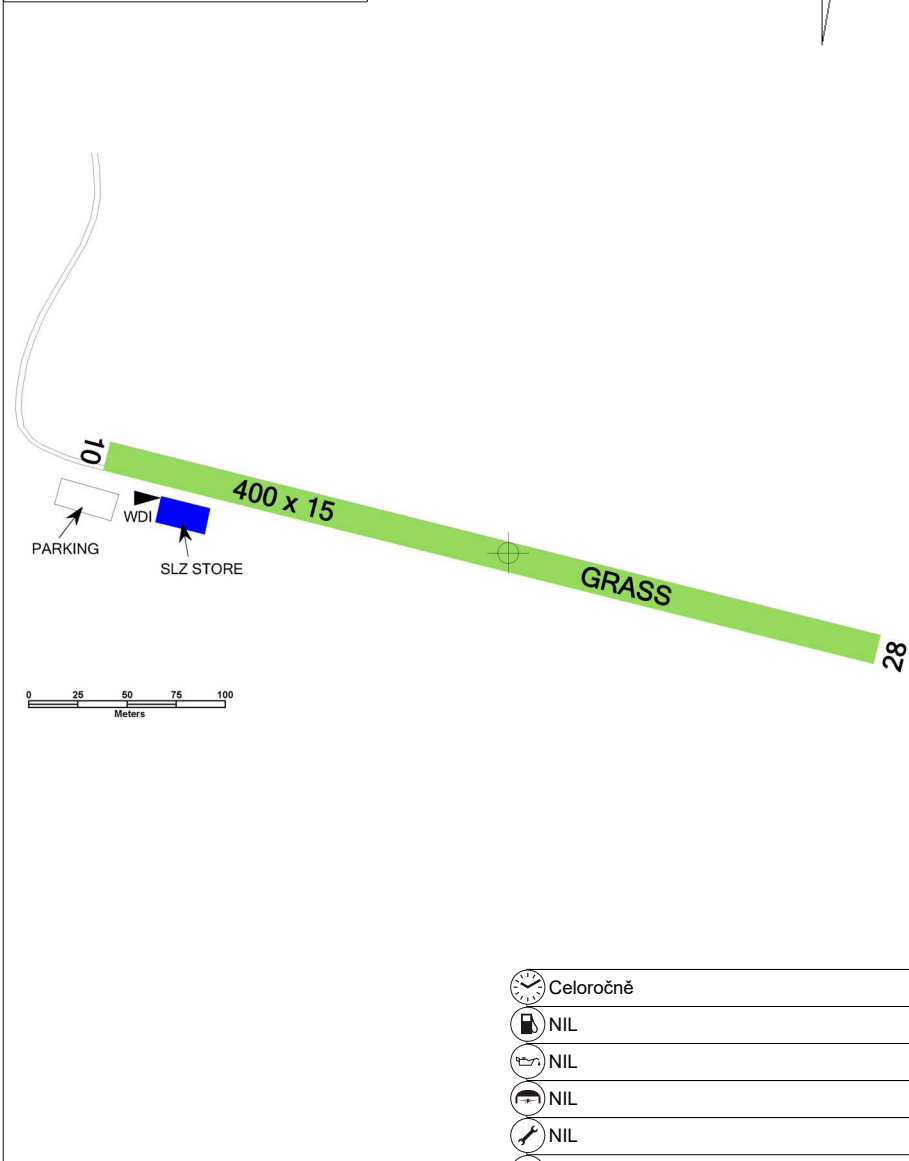 10
400 x 15
WDI
PARKING
SLZ STORE
GRASS
28
0 25 50 75 100
Meters
Celoročně
NIL
NIL
NIL
NIL